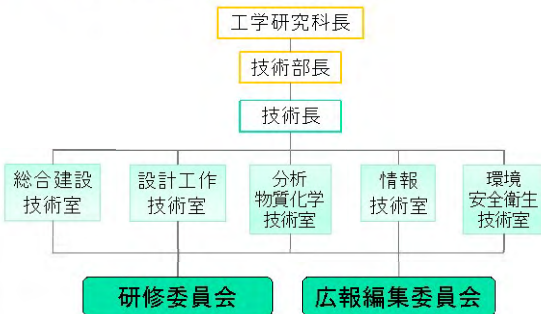 工学研究科長
技術部長
技術長
総合建設
技術室
設計工作
技術室
分析
物質化学
技術室
情報
技術室
環境
安全衛生
技術室
研修委員会
広報編集委員会